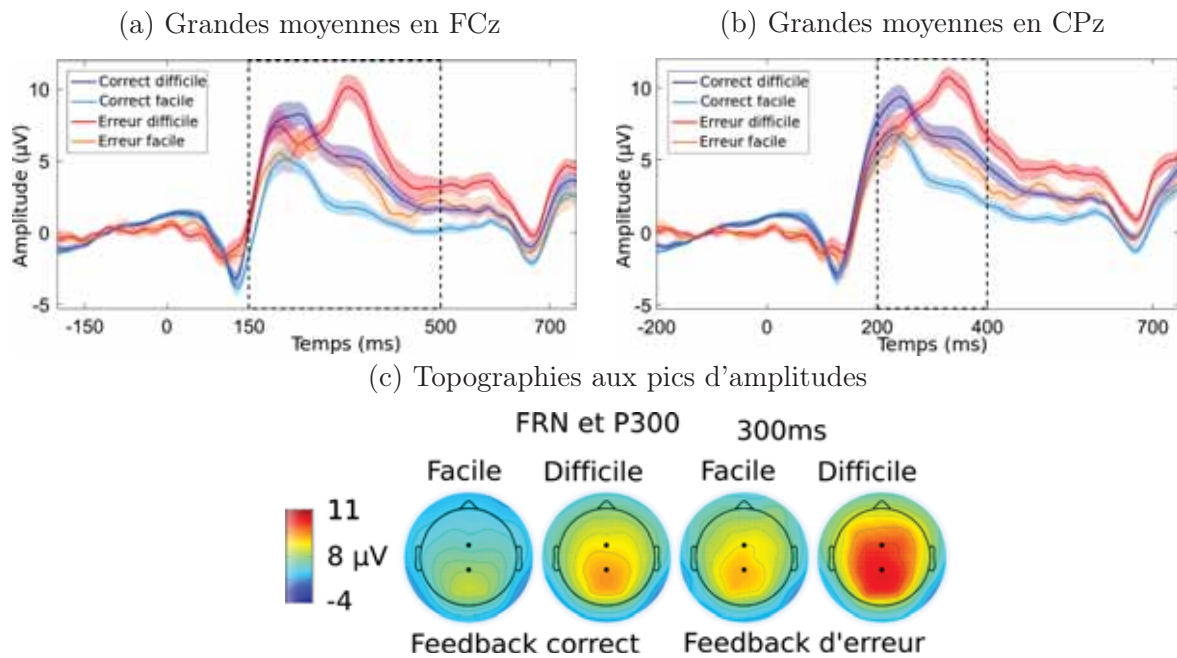 (a) Grandes moyennes en FCz
10
5
0
-5
Amplitude (μV)
Correct difficile
Correct facile
Erreur difficile
Erreur facile
-150
0
150
500
700
Temps (ms)
(b) Grandes moyennes en CPz
10
5
0
-5
Amplitude (μV)
Correct difficile
Correct facile
Erreur difficile
Erreur facile
-200
0
200
400
700
Temps (ms)
(c) Topographies aux pics d'amplitudes
FRN et P300
300ms
Facile
Difficile
Facile
Difficile
11
8 μV
-4
Feedback correct
Feedback d'erreur